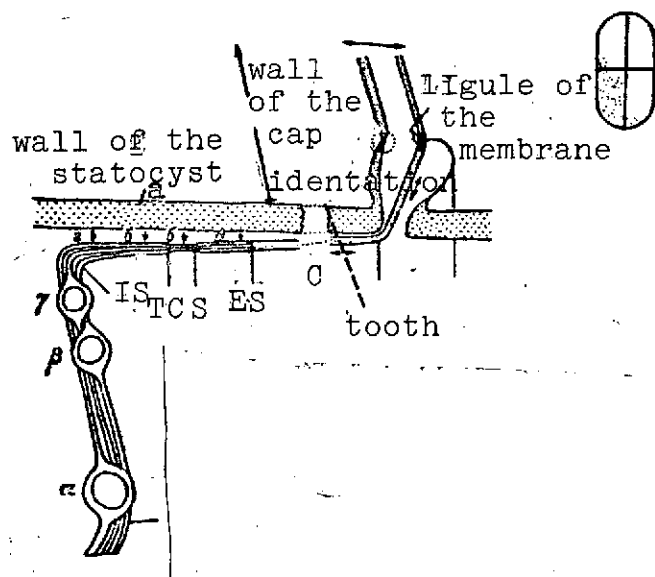 wall
of the
cap
Ligule of
the
membrane
wall of the
statocyst
identation
a
б
б
IS
TCS
ES
C
tooth
γ
β
α